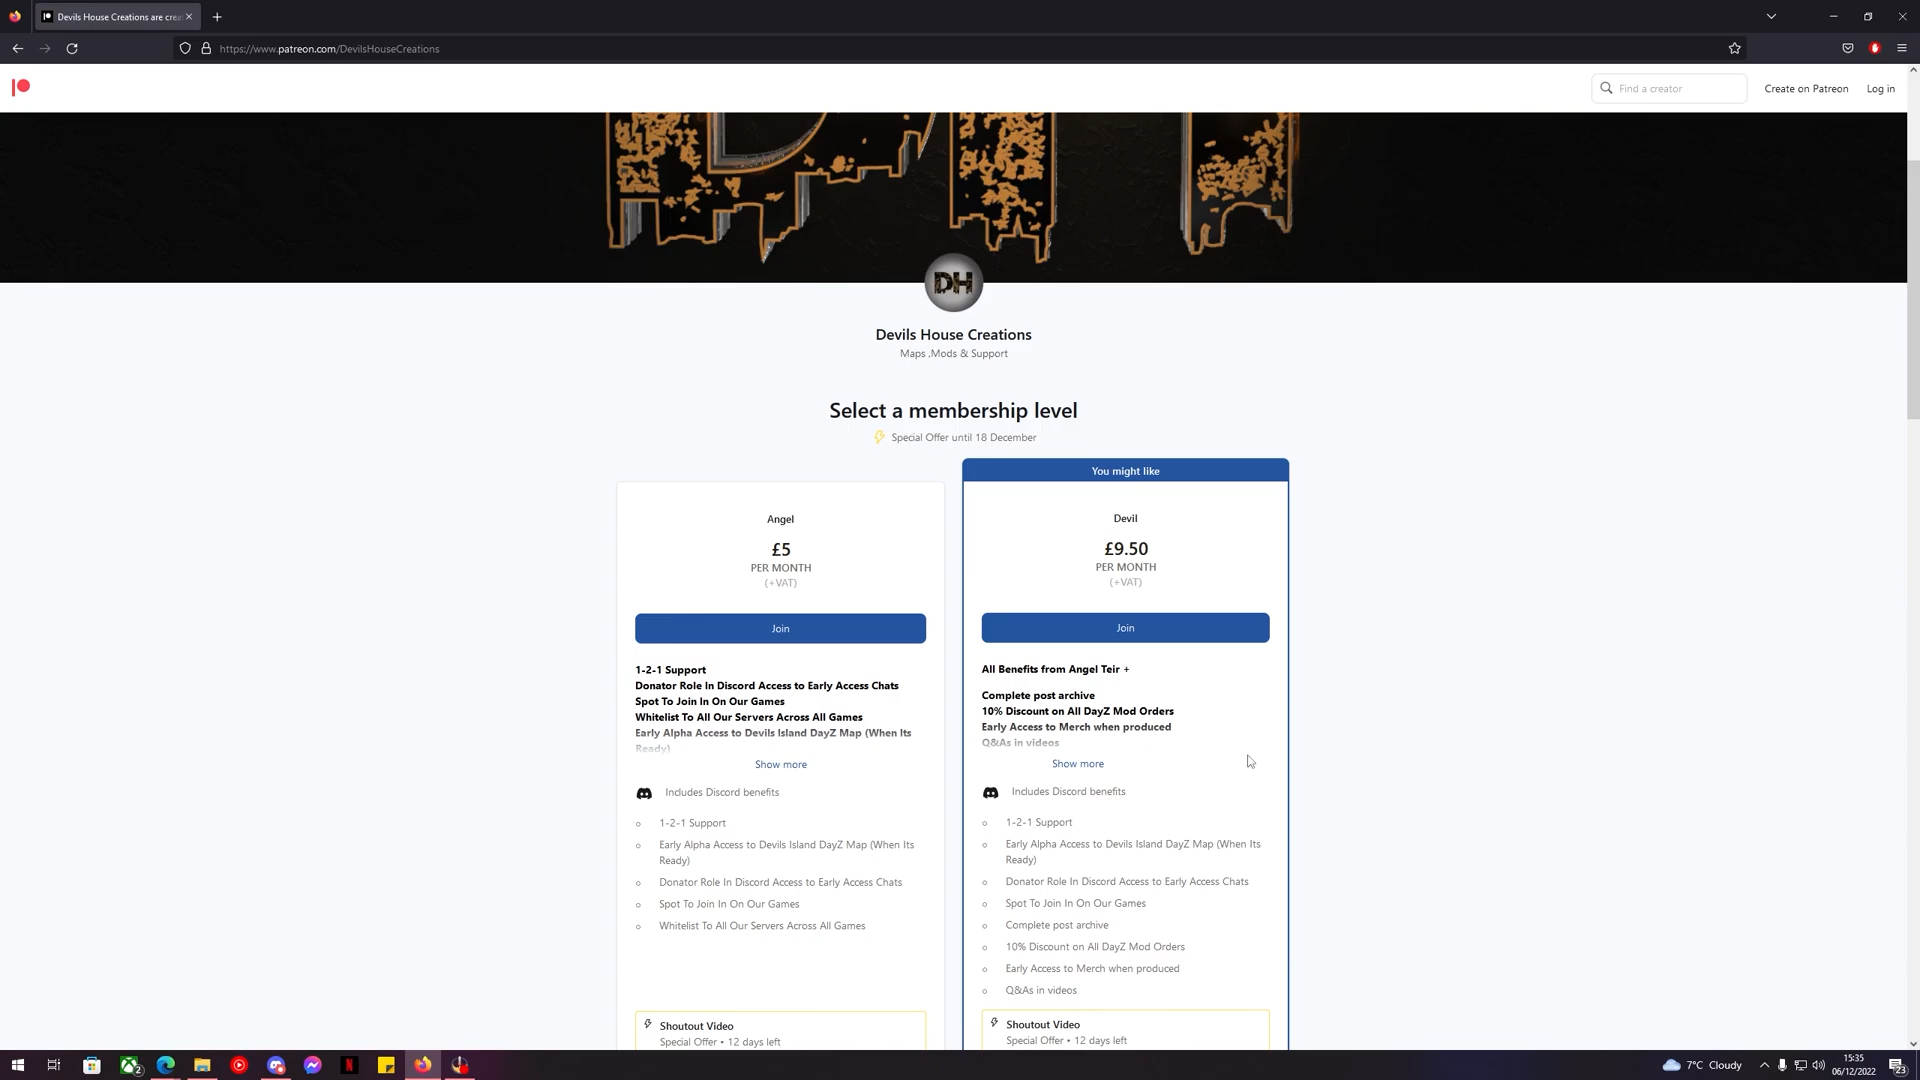 Devils House Creations are crea
https://www.patreon.com/DevilsHouseCreations
Find a creator
Create on Patreon
Log in
DH
Devils House Creations
Maps ,Mods & Support
Select a membership level
Special Offer until 18 December
You might like
Angel
£5
PER MONTH
(+VAT)
Join
1-2-1 Support
Donator Role In Discord Access to Early Access Chats
Spot To Join In On Our Games
Whitelist To All Our Servers Across All Games
Early Alpha Access to Devils Island DayZ Map (When Its
Ready)
Show more
Includes Discord benefits
1-2-1 Support
Early Alpha Access to Devils Island DayZ Map (When Its
Ready)
Donator Role In Discord Access to Early Access Chats
Spot To Join In On Our Games
Whitelist To All Our Servers Across All Games
Shoutout Video
Special Offer • 12 days left
Devil
£9.50
PER MONTH
(+VAT)
Join
All Benefits from Angel Teir +
Complete post archive
10% Discount on All DayZ Mod Orders
Early Access to Merch when produced
Q&As in videos
Show more
Includes Discord benefits
1-2-1 Support
Early Alpha Access to Devils Island DayZ Map (When Its
Ready)
Donator Role In Discord Access to Early Access Chats
Spot To Join In On Our Games
Complete post archive
10% Discount on All DayZ Mod Orders
Early Access to Merch when produced
Q&As in videos
Shoutout Video
Special Offer • 12 days left
2
N
7°C Cloudy
15:35
06/12/2022
23